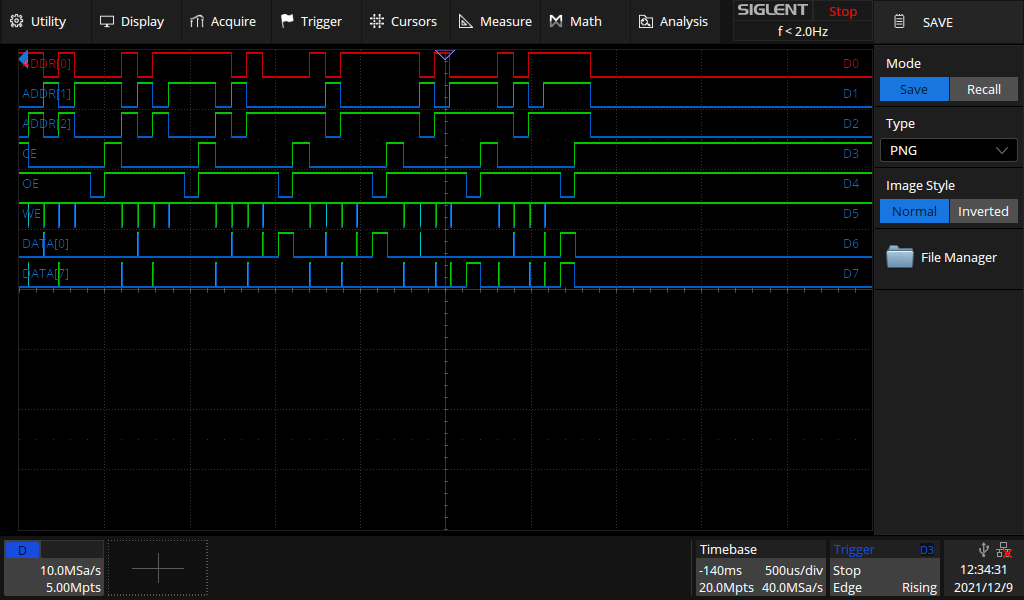 Utility Display Acquire Trigger Cursors Measure Math Analysis SIGLENT Stop SAVE
f < 2.0Hz
Mode
Save Recall
Type
PNG
Image Style
Normal Inverted
File Manager
ADDR[0] D0
ADDR[1] D1
ADDR[2] D2
CE D3
OE D4
WE D5
DATA[0] D6
DATA[7] D7
D
10.0MSa/s
5.00Mpts
Timebase
-140ms 500us/div
20.0Mpts 40.0MSa/s
Trigger D3
Stop
Edge Rising
12:34:31
2021/12/9